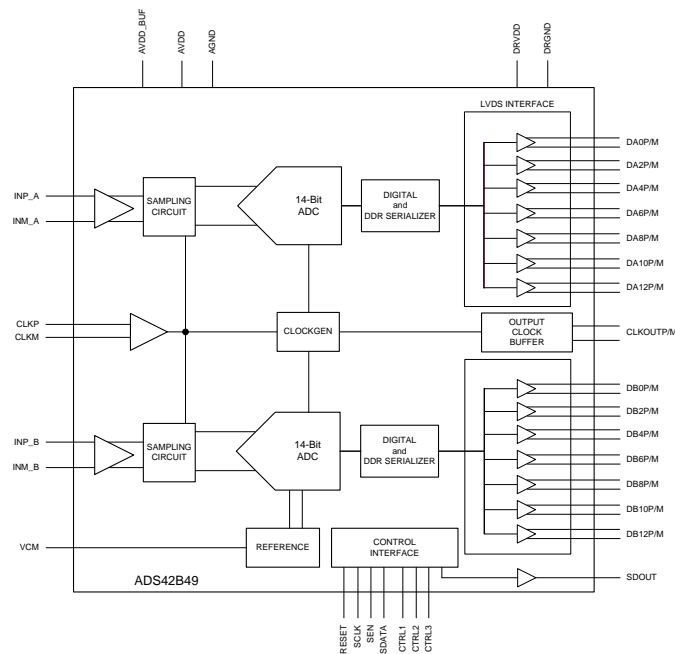 AVDD_BUF
AVDD
AGND
DRVDD
DRGND
LVDS INTERFACE
DA0P/M
DA2P/M
DA4P/M
DA6P/M
DA8P/M
DA10P/M
DA12P/M
INP_A
INM_A
SAMPLING
CIRCUIT
14-Bit
ADC
DIGITAL
and
DDR SERIALIZER
CLKP
CLKM
CLOCKGEN
OUTPUT
CLOCK
BUFFER
CLKOUTP/M
INP_B
INM_B
SAMPLING
CIRCUIT
14-Bit
ADC
DIGITAL
and
DDR SERIALIZER
DB0P/M
DB2P/M
DB4P/M
DB6P/M
DB8P/M
DB10P/M
DB12P/M
VCM
REFERENCE
CONTROL
INTERFACE
SDOUT
ADS42B49
RESET
SCLK
SEN
SDATA
CTRL1
CTRL2
CTRL3